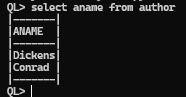 QL> select aname from author
|-------|
|ANAME  |
|-------|
|Dickens|
|Conrad |
|-------|
QL>